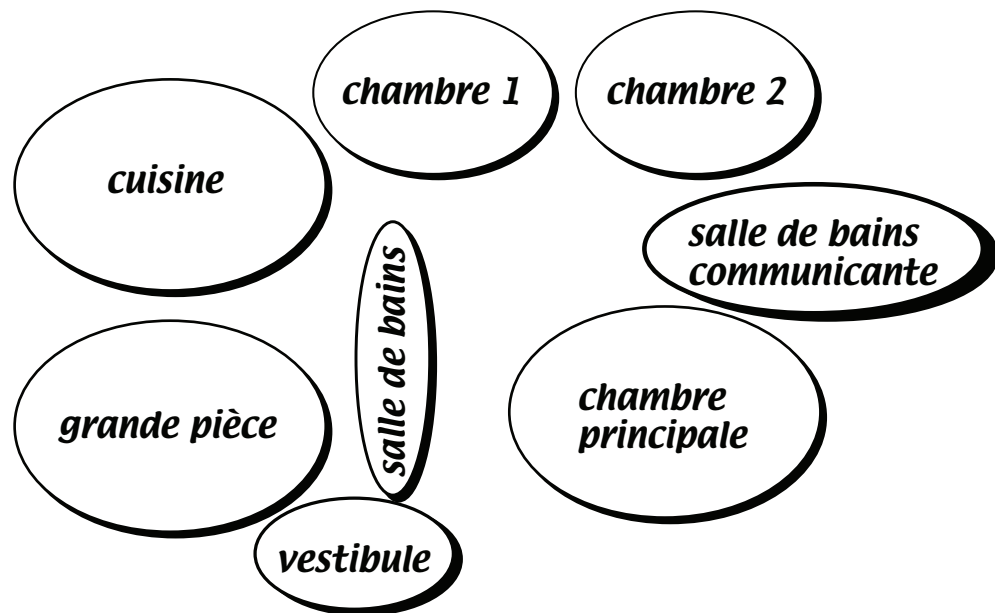 chambre 1
chambre 2
cuisine
salle de bains
communicante
salle de bains
grande pièce
chambre
principale
vestibule